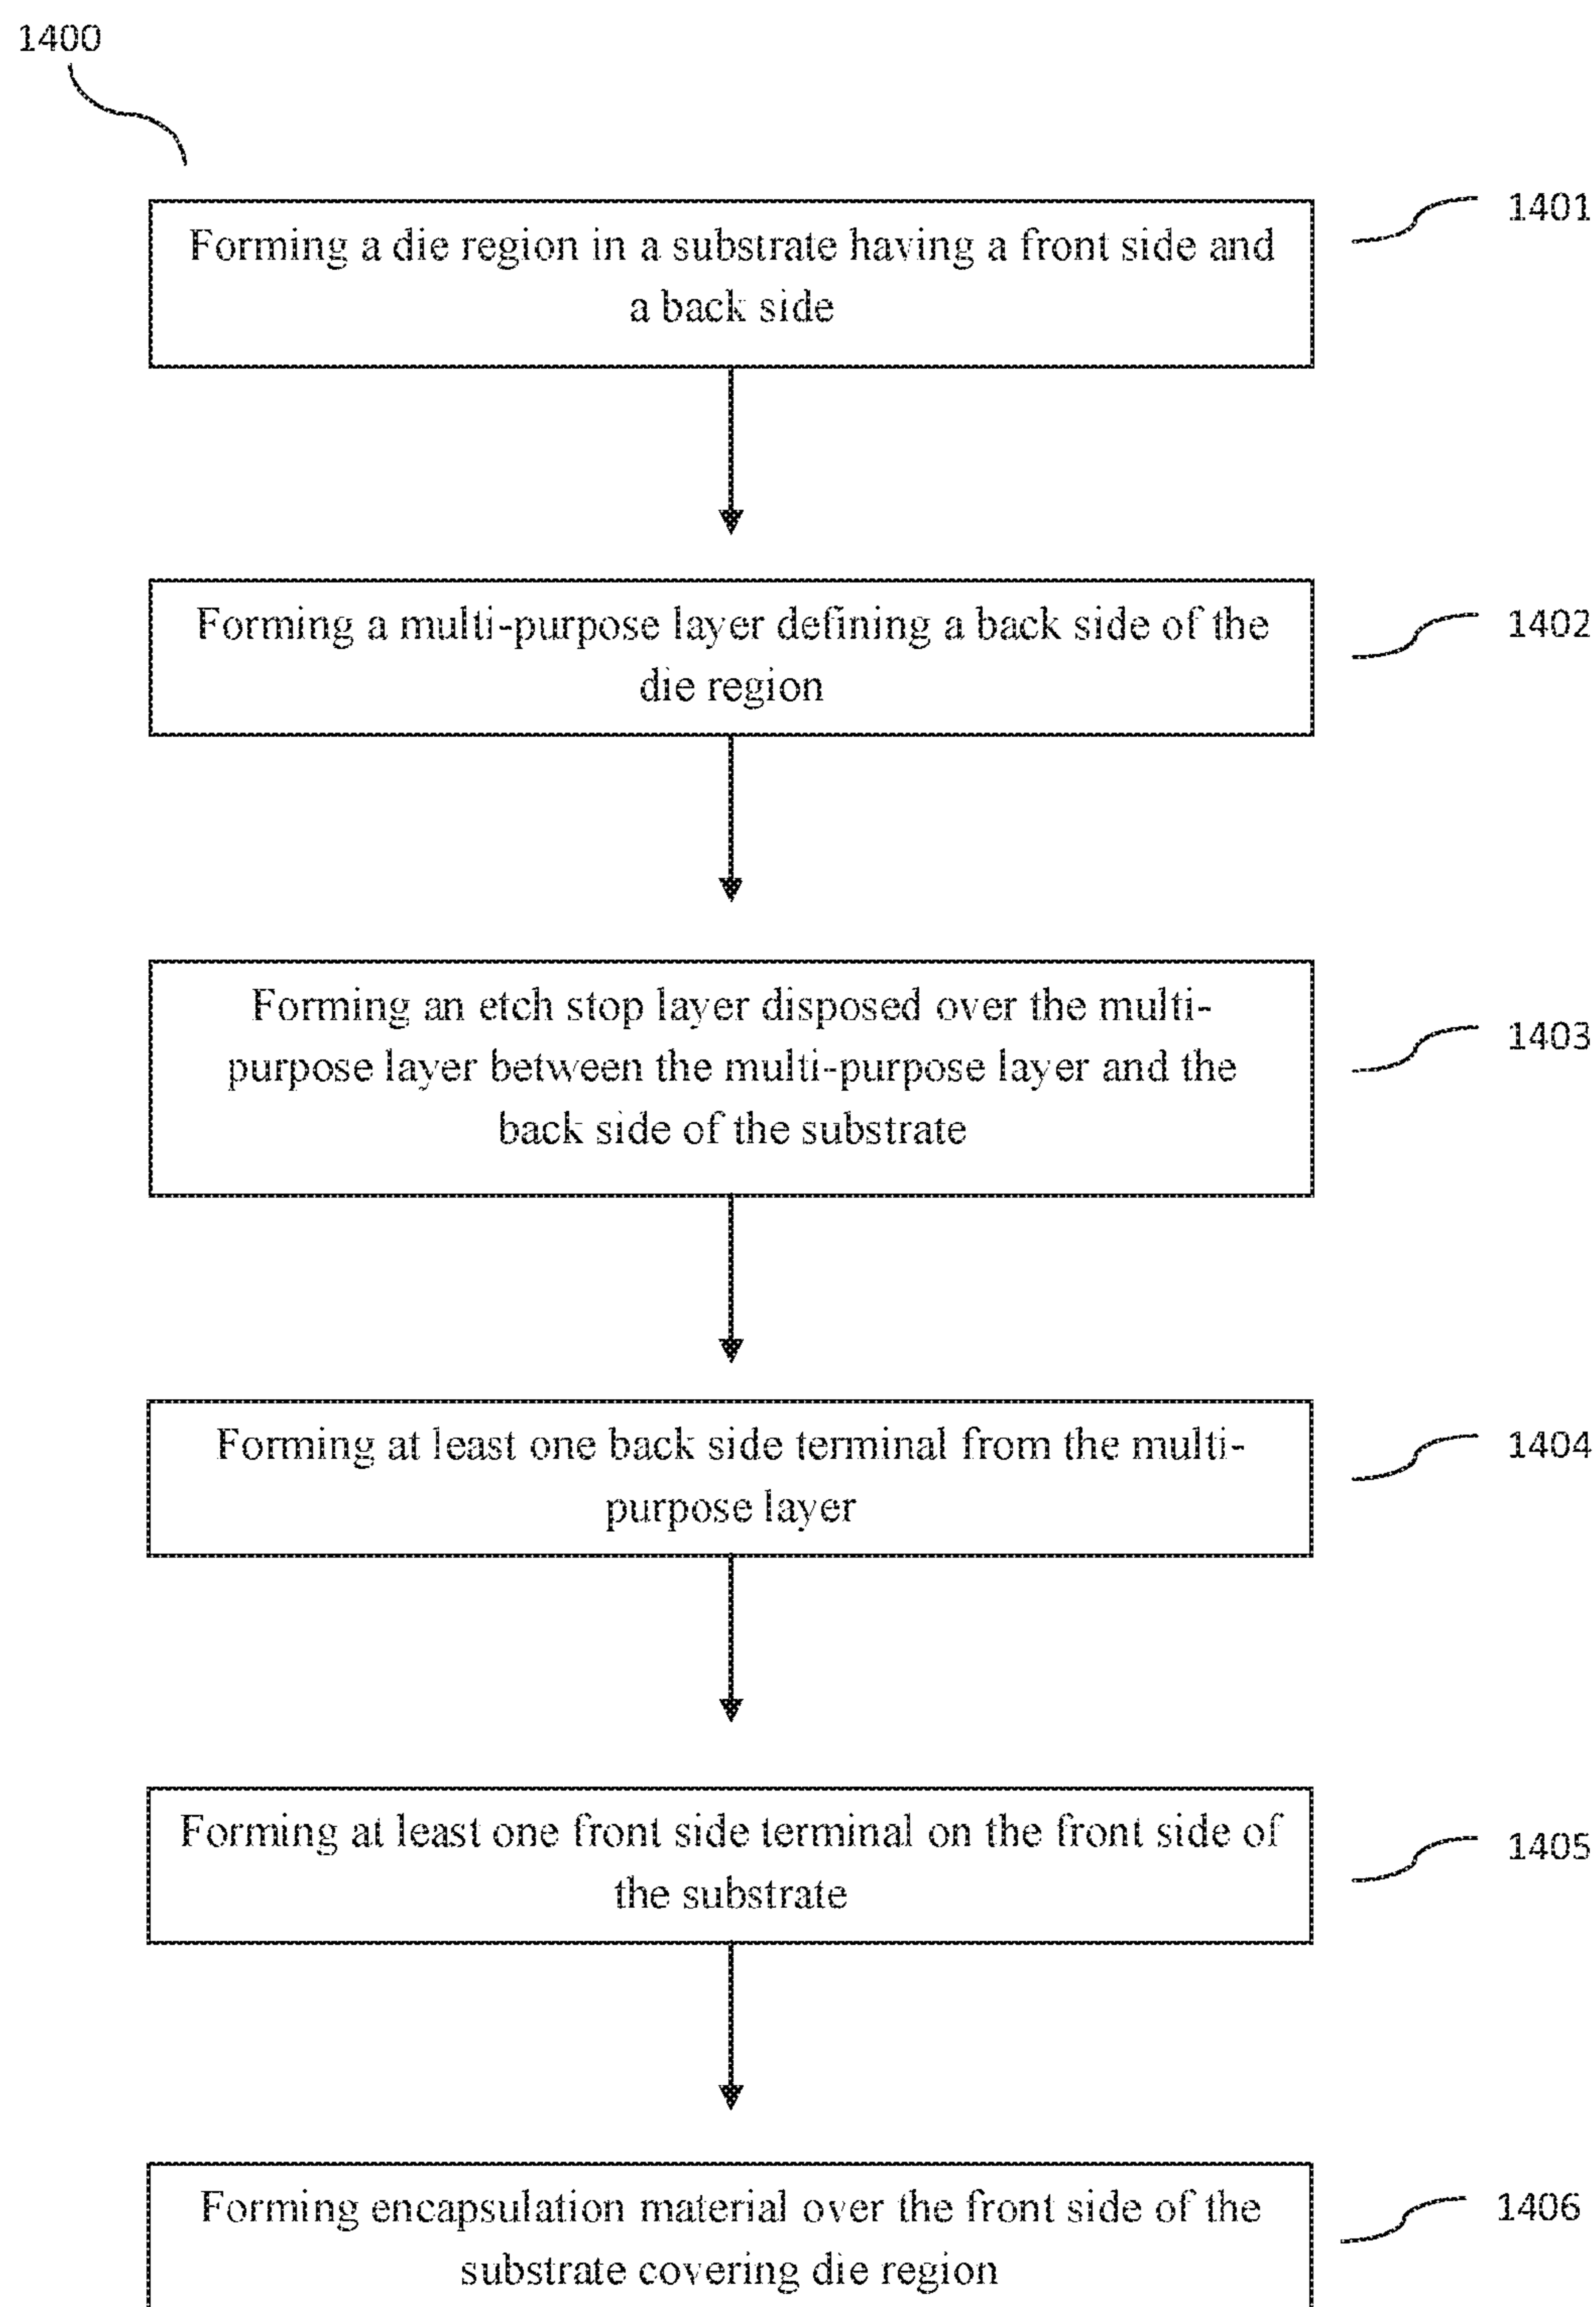 1400
Forming a die region in a substrate having a front side and
a back side
1401
Forming a multi-purpose layer defining a back side of the
die region
1402
Forming an etch stop layer disposed over the multi-
purpose layer between the multi-purpose layer and the
back side of the substrate
1403
Forming at least one back side terminal from the multi-
purpose layer
1404
Forming at least one front side terminal on the front side of
the substrate
1405
Forming encapsulation material over the front side of the
substrate covering die region
1406